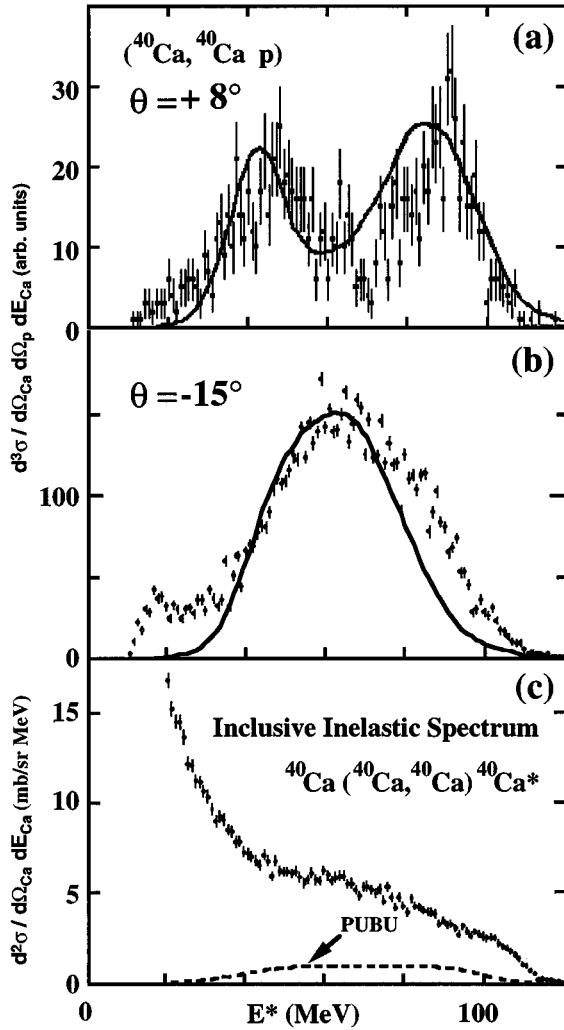 (a)
(⁴⁰Ca, ⁴⁰Ca p)
θ = + 8°
30
20
10
0
d³σ / dΩCa dΩp dECa (arb. units)
(b)
θ = -15°
100
0
(c)
Inclusive Inelastic Spectrum
⁴⁰Ca (⁴⁰Ca, ⁴⁰Ca) ⁴⁰Ca*
15
10
5
0
d²σ / dΩCa dECa (mb/sr MeV)
PUBU
0 100
E* (MeV)